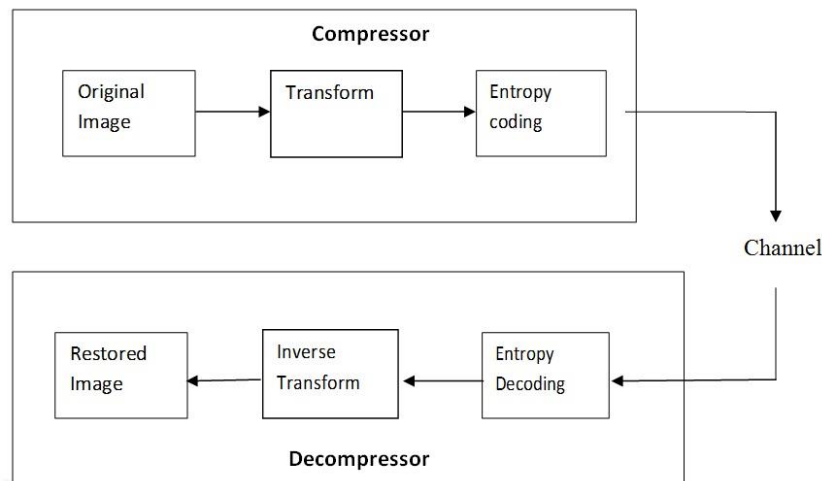 Compressor
Original
Image
Transform
Entropy
coding
Channel
Entropy
Decoding
Inverse
Transform
Restored
Image
Decompressor